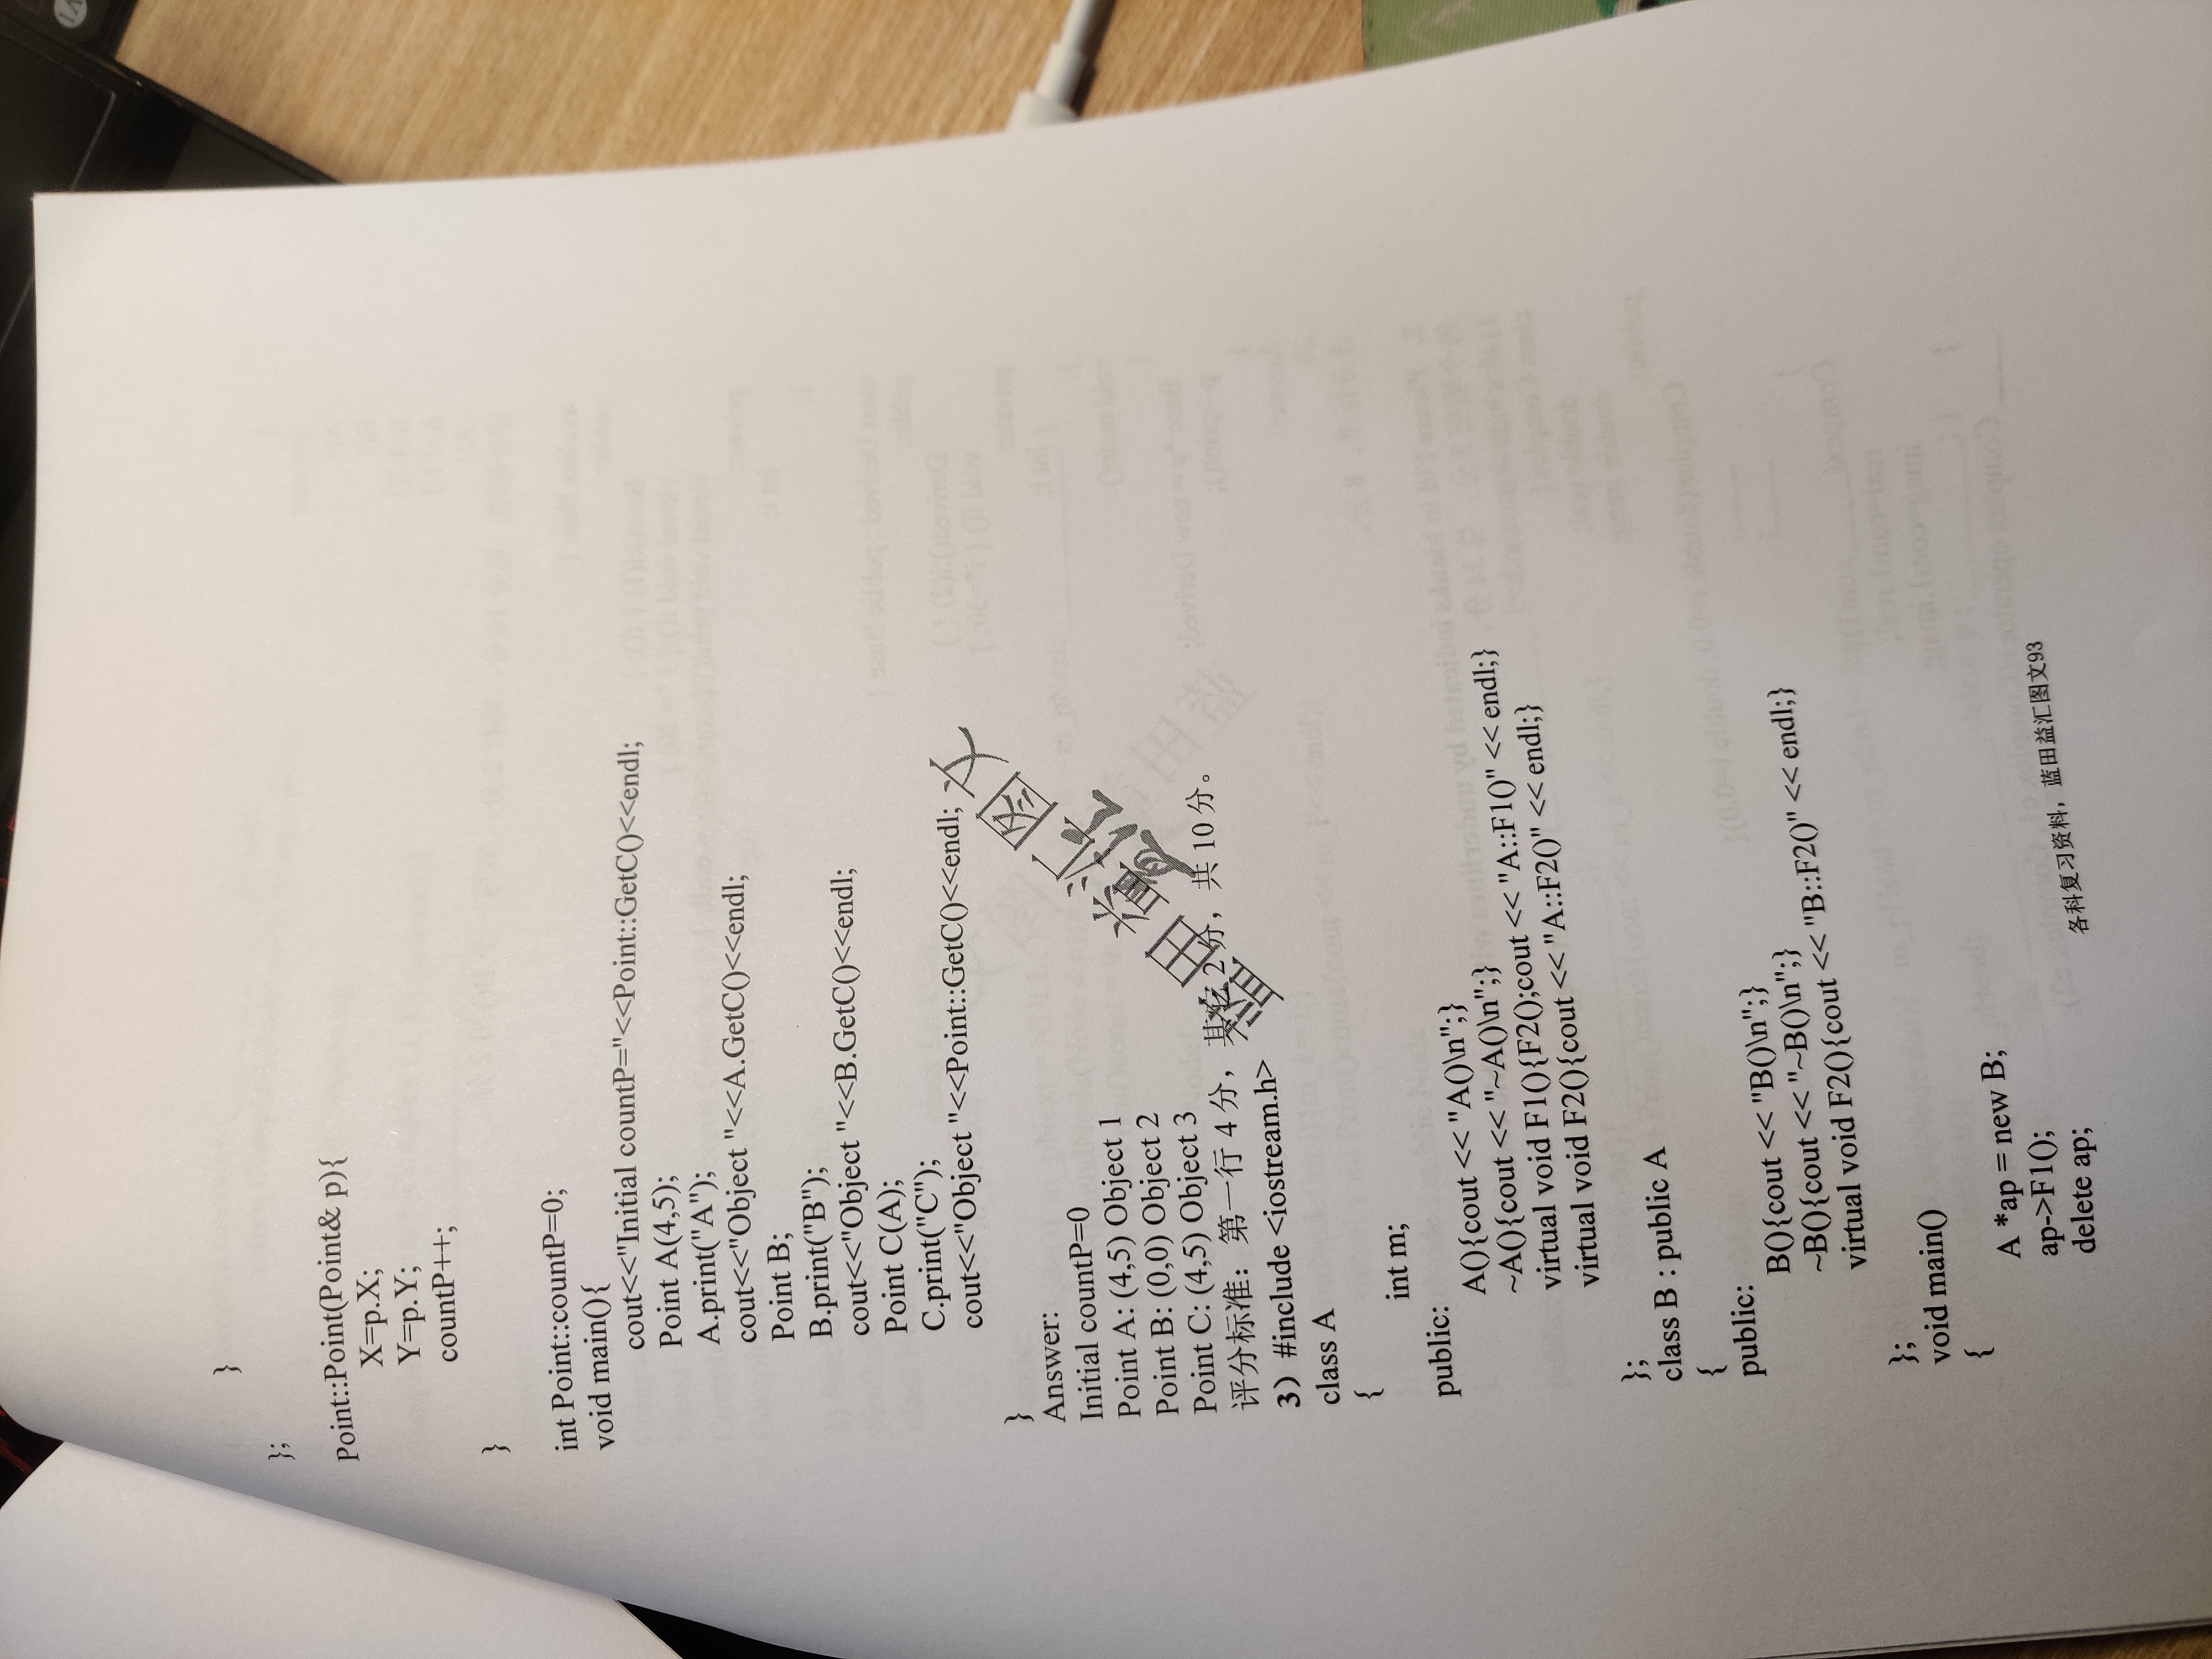 }
};
Point::Point(Point& p){
X=p.X;
Y=p.Y;
countP++;
}
int Point::countP=0;
void main(){
cout<<"Initial countP="<<Point::GetC()<<endl;
Point A(4,5);
A.print("A");
cout<<"Object "<<A.GetC()<<endl;
Point B;
B.print("B");
cout<<"Object "<<B.GetC()<<endl;
Point C(A);
C.print("C");
cout<<"Object "<<Point::GetC()<<endl;
}
Answer:
Initial countP=0
Point A: (4,5) Object 1
Point B: (0,0) Object 2
Point C: (4,5) Object 3
评分标准：第一行 4 分，其它 2 分，共 10 分。
蓝田益汇图文
3）#include <iostream.h>
class A
{
int m;
public:
A(){cout << "A()\n";}
~A(){cout << "~A()\n";}
virtual void F1(){F2();cout << "A::F1()" << endl;}
virtual void F2(){cout << "A::F2()" << endl;}
};
class B : public A
{
public:
B(){cout << "B()\n";}
~B(){cout << "~B()\n";}
virtual void F2(){cout << "B::F2()" << endl;}
};
void main()
{
A *ap = new B;
ap->F1();
delete ap;
各科复习资料，蓝田益汇图文93